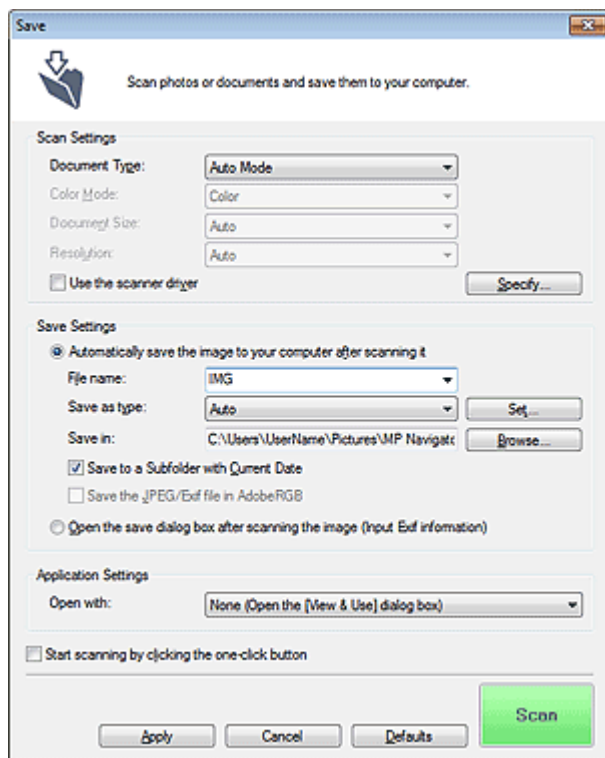 Save
Scan photos or documents and save them to your computer.
Scan Settings
Document Type: Auto Mode
Color Mode: Color
Document Size: Auto
Resolution: Auto
Use the scanner driver Specify...
Save Settings
Automatically save the image to your computer after scanning it
File name: IMG
Save as type: Auto Set...
Save in: C:\Users\UserName\Pictures\MP Navigato Browse...
Save to a Subfolder with Current Date
Save the JPEG/Exif file in AdobeRGB
Open the save dialog box after scanning the image (Input Exif information)
Application Settings
Open with: None (Open the [View & Use] dialog box)
Start scanning by clicking the one-click button
Scan
Apply Cancel Defaults